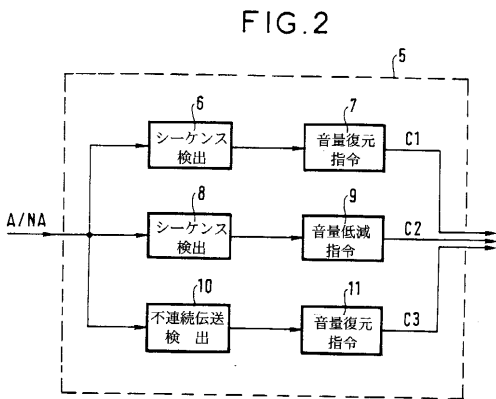 FIG.2
5
6
7
シーケンス
検出
音量復元
指令
C1
8
9
A/NA
シーケンス
検出
音量低減
指令
C2
10
11
不連続伝送
検 出
音量復元
指令
C3